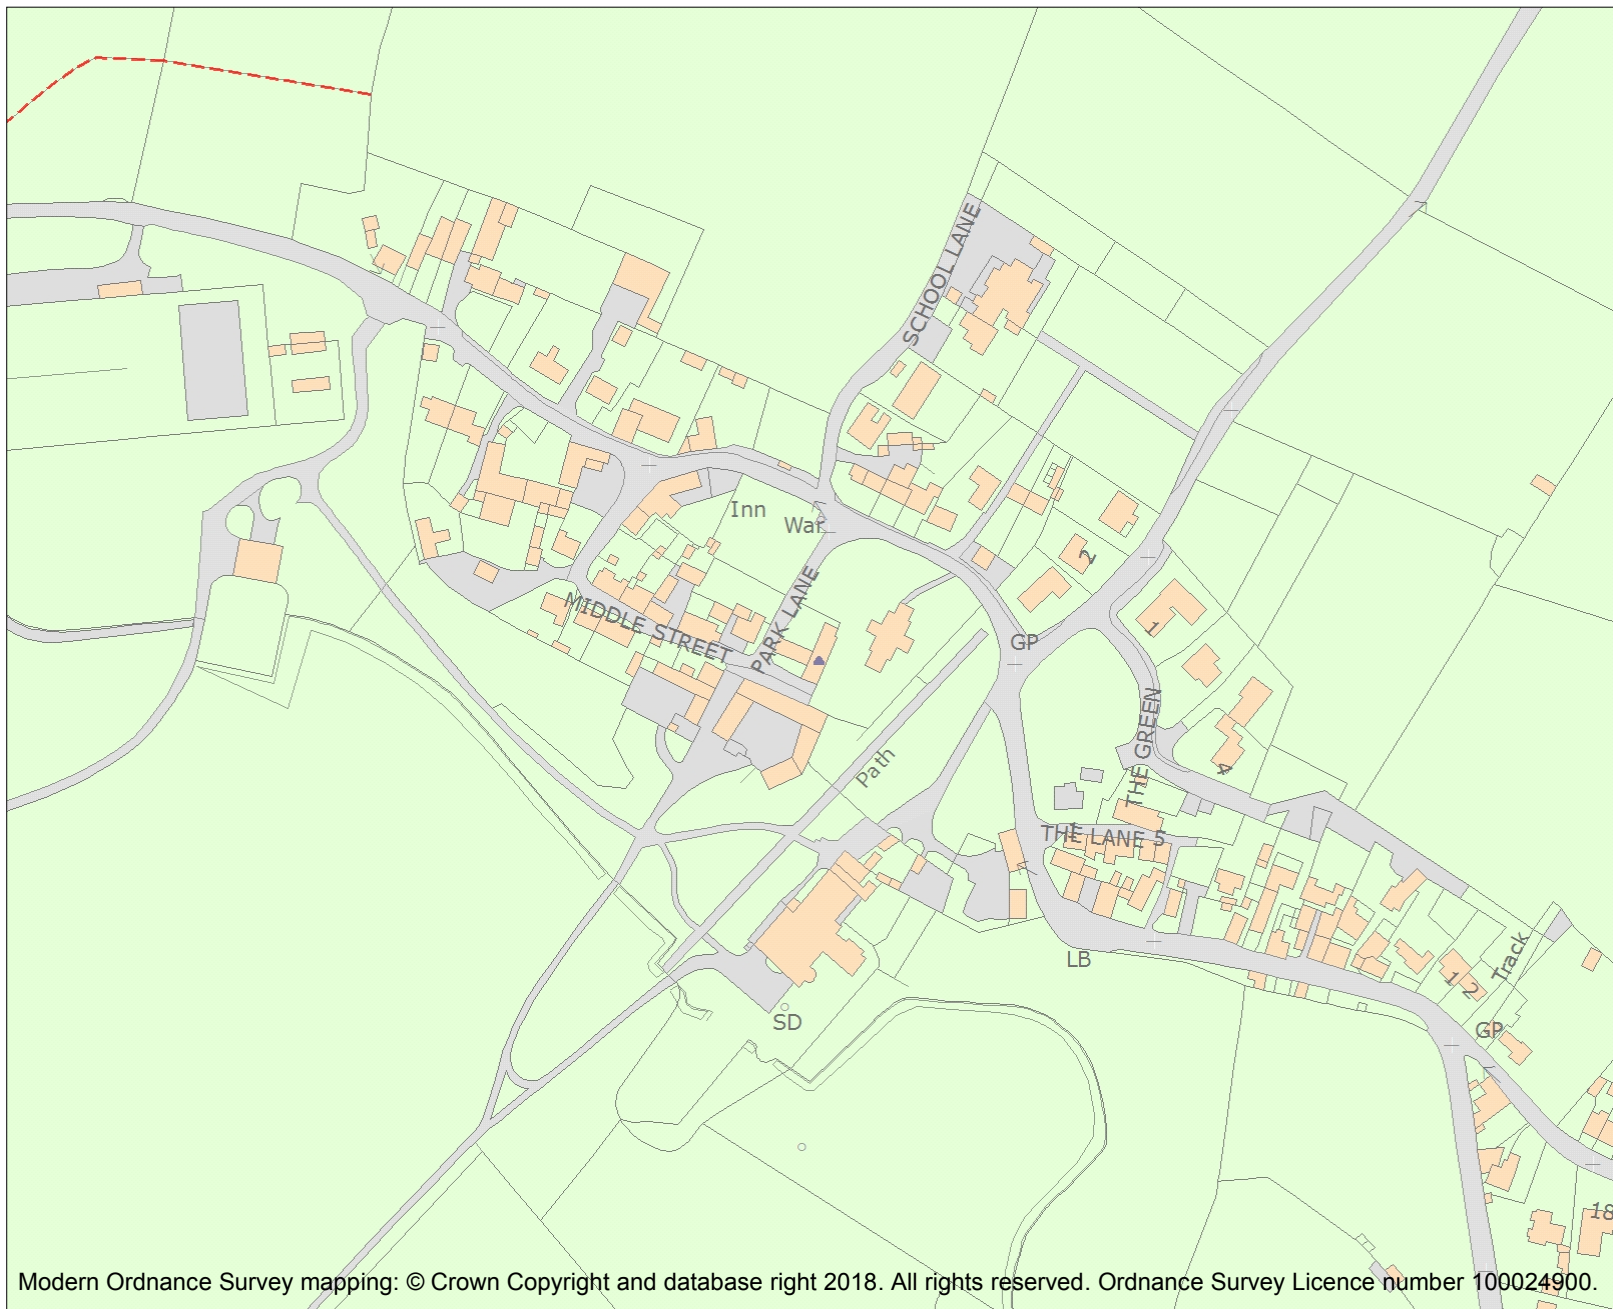 SCHOOL LANE
Inn
War
MIDDLE STREET
PARK LANE
2
GP
1
THE GREEN
Path
4
THE LANE 5
1
LB
Track
1 2
SD
GP
18
Modern Ordnance Survey mapping: © Crown Copyright and database right 2018. All rights reserved. Ordnance Survey Licence number 100024900.